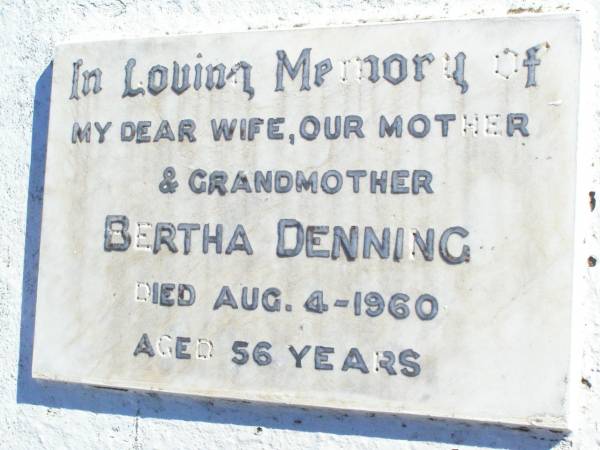 In Loving Memory of
MY DEAR WIFE, OUR MOTHER
& GRANDMOTHER
BERTHA DENNING
DIED AUG. 4-1960
AGED 56 YEARS